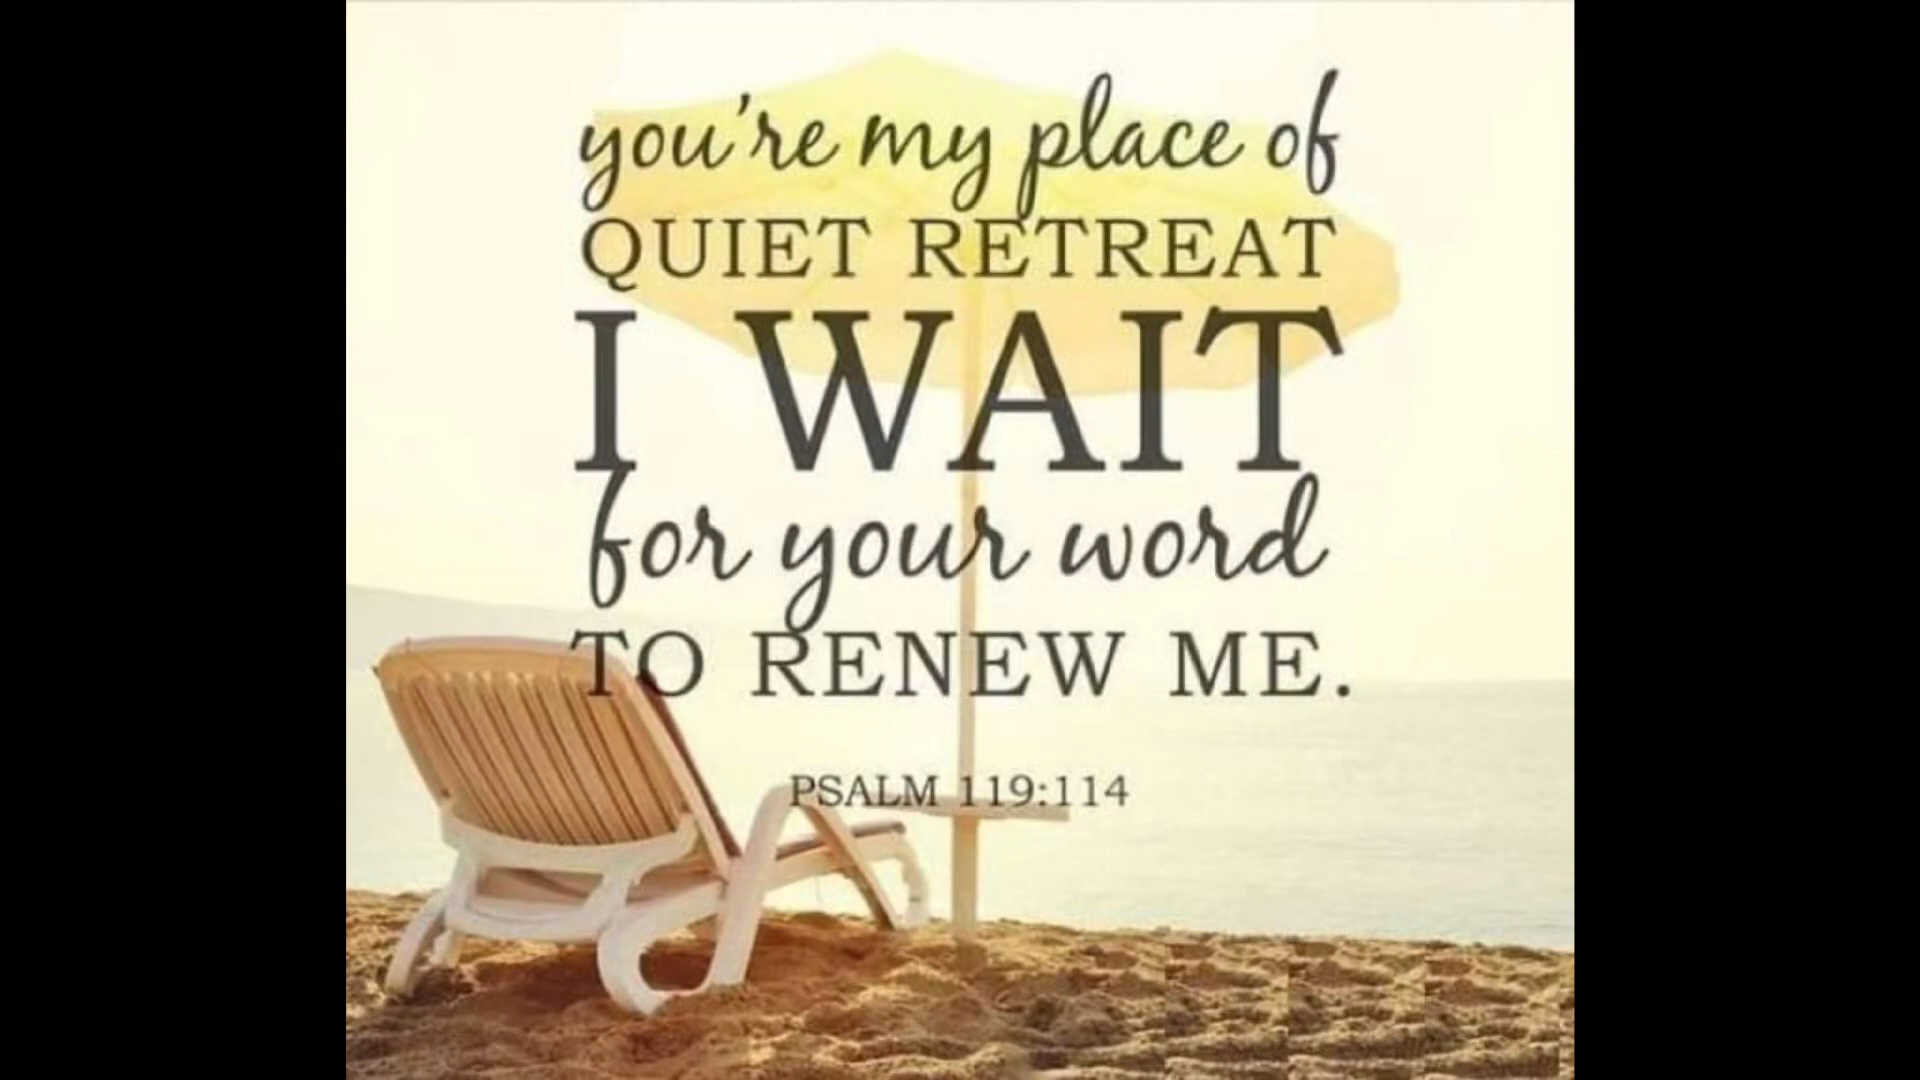 you're my place of
QUIET RETREAT
I WAIT
for your word
TO RENEW ME.
PSALM 119:114